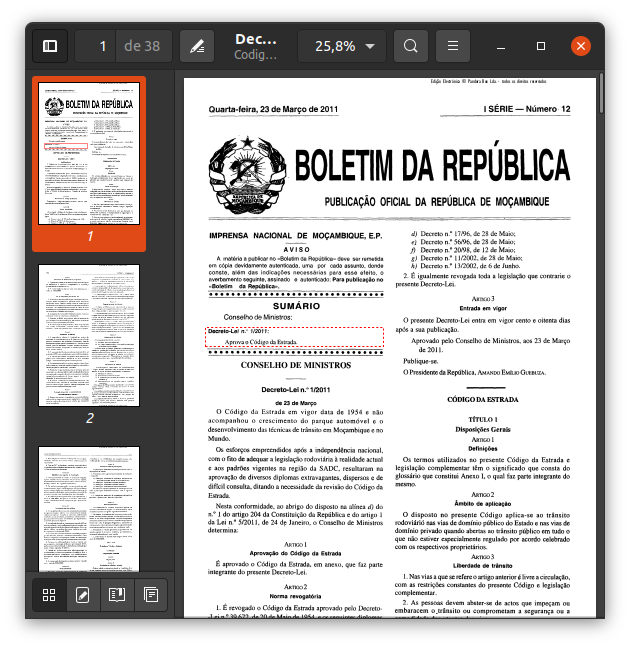 1
de 38
Dec...
Codig...
25,8%
1
2
Edição Electrónica © Pandora Box Lda. - todos os direitos reservados.
Quarta-feira, 23 de Março de 2011
I SÉRIE — Número 12
BOLETIM DA REPÚBLICA
PUBLICAÇÃO OFICIAL DA REPÚBLICA DE MOÇAMBIQUE
IMPRENSA NACIONAL DE MOÇAMBIQUE, E.P.
AVISO
A matéria a publicar no «Boletim da República» deve ser remetida
em cópia devidamente autenticada, uma por cada assunto, donde
conste, além das indicações necessárias para esse efeito, o
averbamento seguinte, assinado e autenticado: Para publicação no
«Boletim da República».
SUMÁRIO
Conselho de Ministros:
Decreto-Lei n.º 1/2011:
Aprova o Código da Estrada.
CONSELHO DE MINISTROS
Decreto-Lei n.º 1/2011
de 23 de Março
O Código da Estrada em vigor data de 1954 e não
acompanhou o crescimento do parque automóvel e o
desenvolvimento das técnicas de trânsito em Moçambique e no
Mundo.
Os esforços empreendidos após a independência nacional,
com o fito de adequar a legislação rodoviária à realidade actual
e aos padrões vigentes na região da SADC, resultaram na
aprovação de diversos diplomas extravagantes, dispersos e de
difícil consulta, ditando a necessidade da revisão do Código da
Estrada.
Nesta conformidade, ao abrigo do disposto na alínea d) do
n.º 1 do artigo 204 da Constituição da República e do artigo 1
da Lei n.º 5/2011, de 24 de Janeiro, o Conselho de Ministros
determina:
ARTIGO 1
Aprovação do Código da Estrada
É aprovado o Código da Estrada, em anexo, que faz parte
integrante do presente Decreto-Lei.
ARTIGO 2
Norma revogatória
1. É revogado o Código da Estrada aprovado pelo Decreto-
Lei n.º 39.672, de 20 de Maio de 1954, e os seguintes diplomas
d) Decreto n.º 17/96, de 28 de Maio;
e) Decreto n.º 56/96, de 28 de Maio;
f) Decreto n.º 20/98, de 12 de Maio;
g) Decreto n.º 11/2002, de 28 de Maio;
h) Decreto n.º 13/2002, de 6 de Junho.
2. É igualmente revogada toda a legislação que contrarie o
presente Decreto-Lei.
ARTIGO 3
Entrada em vigor
O presente Decreto-Lei entra em vigor cento e oitenta dias
após a sua publicação.
Aprovado pelo Conselho de Ministros, aos 23 de Março
de 2011.
Publique-se.
O Presidente da República, ARMANDO EMÍLIO GUEBUZA.
CÓDIGO DA ESTRADA
TÍTULO 1
Disposições Gerais
ARTIGO 1
Definições
Os termos utilizados no presente Código da Estrada e
legislação complementar têm o significado que consta do
glossário que constitui Anexo I, o qual faz parte integrante do
mesmo.
ARTIGO 2
Âmbito de aplicação
O disposto no presente Código aplica-se ao trânsito
rodoviário nas vias de domínio público do Estado e nas vias de
domínio privado quando abertas ao trânsito público em tudo o
que não estiver especialmente regulado por acordo celebrado
com os respectivos proprietários.
ARTIGO 3
Liberdade de trânsito
1. Nas vias a que se refere o artigo anterior é livre a circulação,
com as restrições constantes do presente Código e legislação
complementar.
2. As pessoas devem abster-se de actos que impeçam ou
embaracem o trânsito ou comprometam a segurança ou a